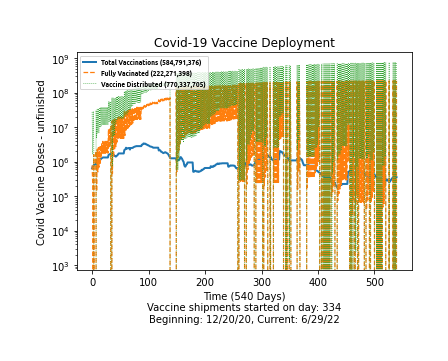 Covid-19 Vaccine Deployment
Total Vaccinations (584,791,376)
Fully Vacinated (222,271,398)
Vaccine Distributed (770,337,705)
Covid Vaccine Doses - unfinished
10⁹
10⁸
10⁷
10⁶
10⁵
10⁴
10³
0 100 200 300 400 500
Time (540 Days)
Vaccine shipments started on day: 334
Beginning: 12/20/20, Current: 6/29/22